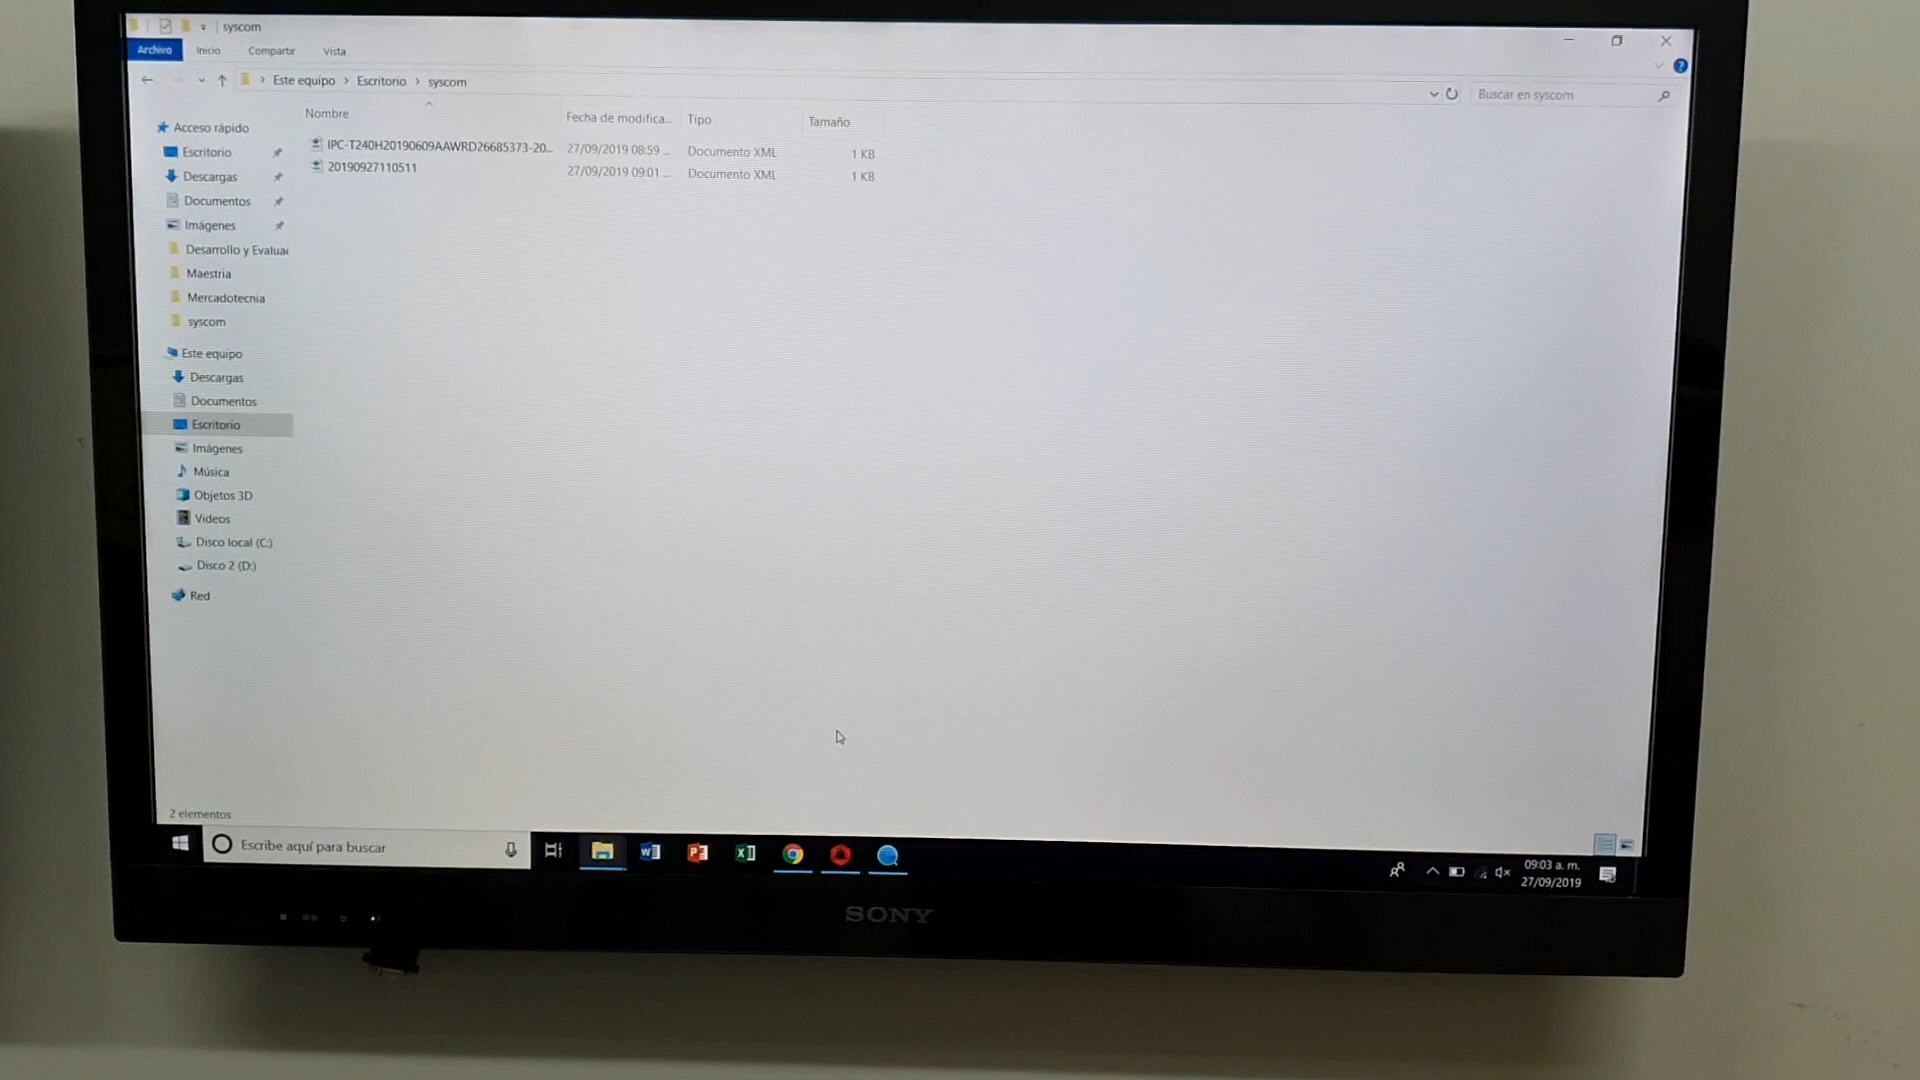 syscom
Archivo Inicio Compartir Vista
Este equipo > Escritorio > syscom
Buscar en syscom
Nombre Fecha de modifica... Tipo Tamaño
IPC-T240H20190609AAWRD26685373-20... 27/09/2019 08:59 ... Documento XML 1 KB
20190927110511 27/09/2019 09:01 ... Documento XML 1 KB
Acceso rápido
Escritorio
Descargas
Documentos
Imágenes
Desarrollo y Evaluac
Maestria
Mercadotecnia
syscom
Este equipo
Descargas
Documentos
Escritorio
Imágenes
Música
Objetos 3D
Videos
Disco local (C:)
Disco 2 (D:)
Red
2 elementos
Escribe aquí para buscar
09:03 a. m.
27/09/2019
SONY